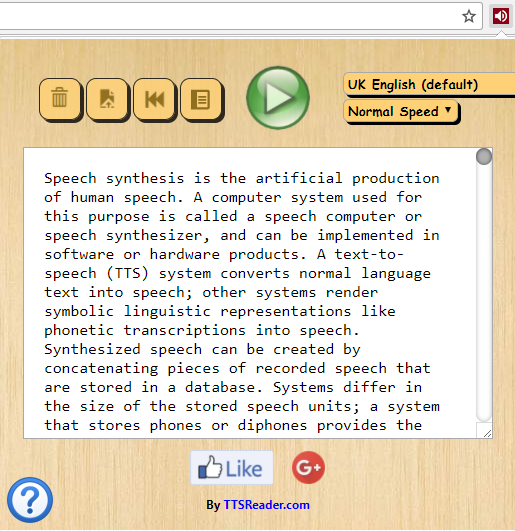 UK English (default)
Normal Speed
Speech synthesis is the artificial production
of human speech. A computer system used for
this purpose is called a speech computer or
speech synthesizer, and can be implemented in
software or hardware products. A text-to-
speech (TTS) system converts normal language
text into speech; other systems render
symbolic linguistic representations like
phonetic transcriptions into speech.
Synthesized speech can be created by
concatenating pieces of recorded speech that
are stored in a database. Systems differ in
the size of the stored speech units; a system
that stores phones or diphones provides the
Like
G+
?
By TTSReader.com